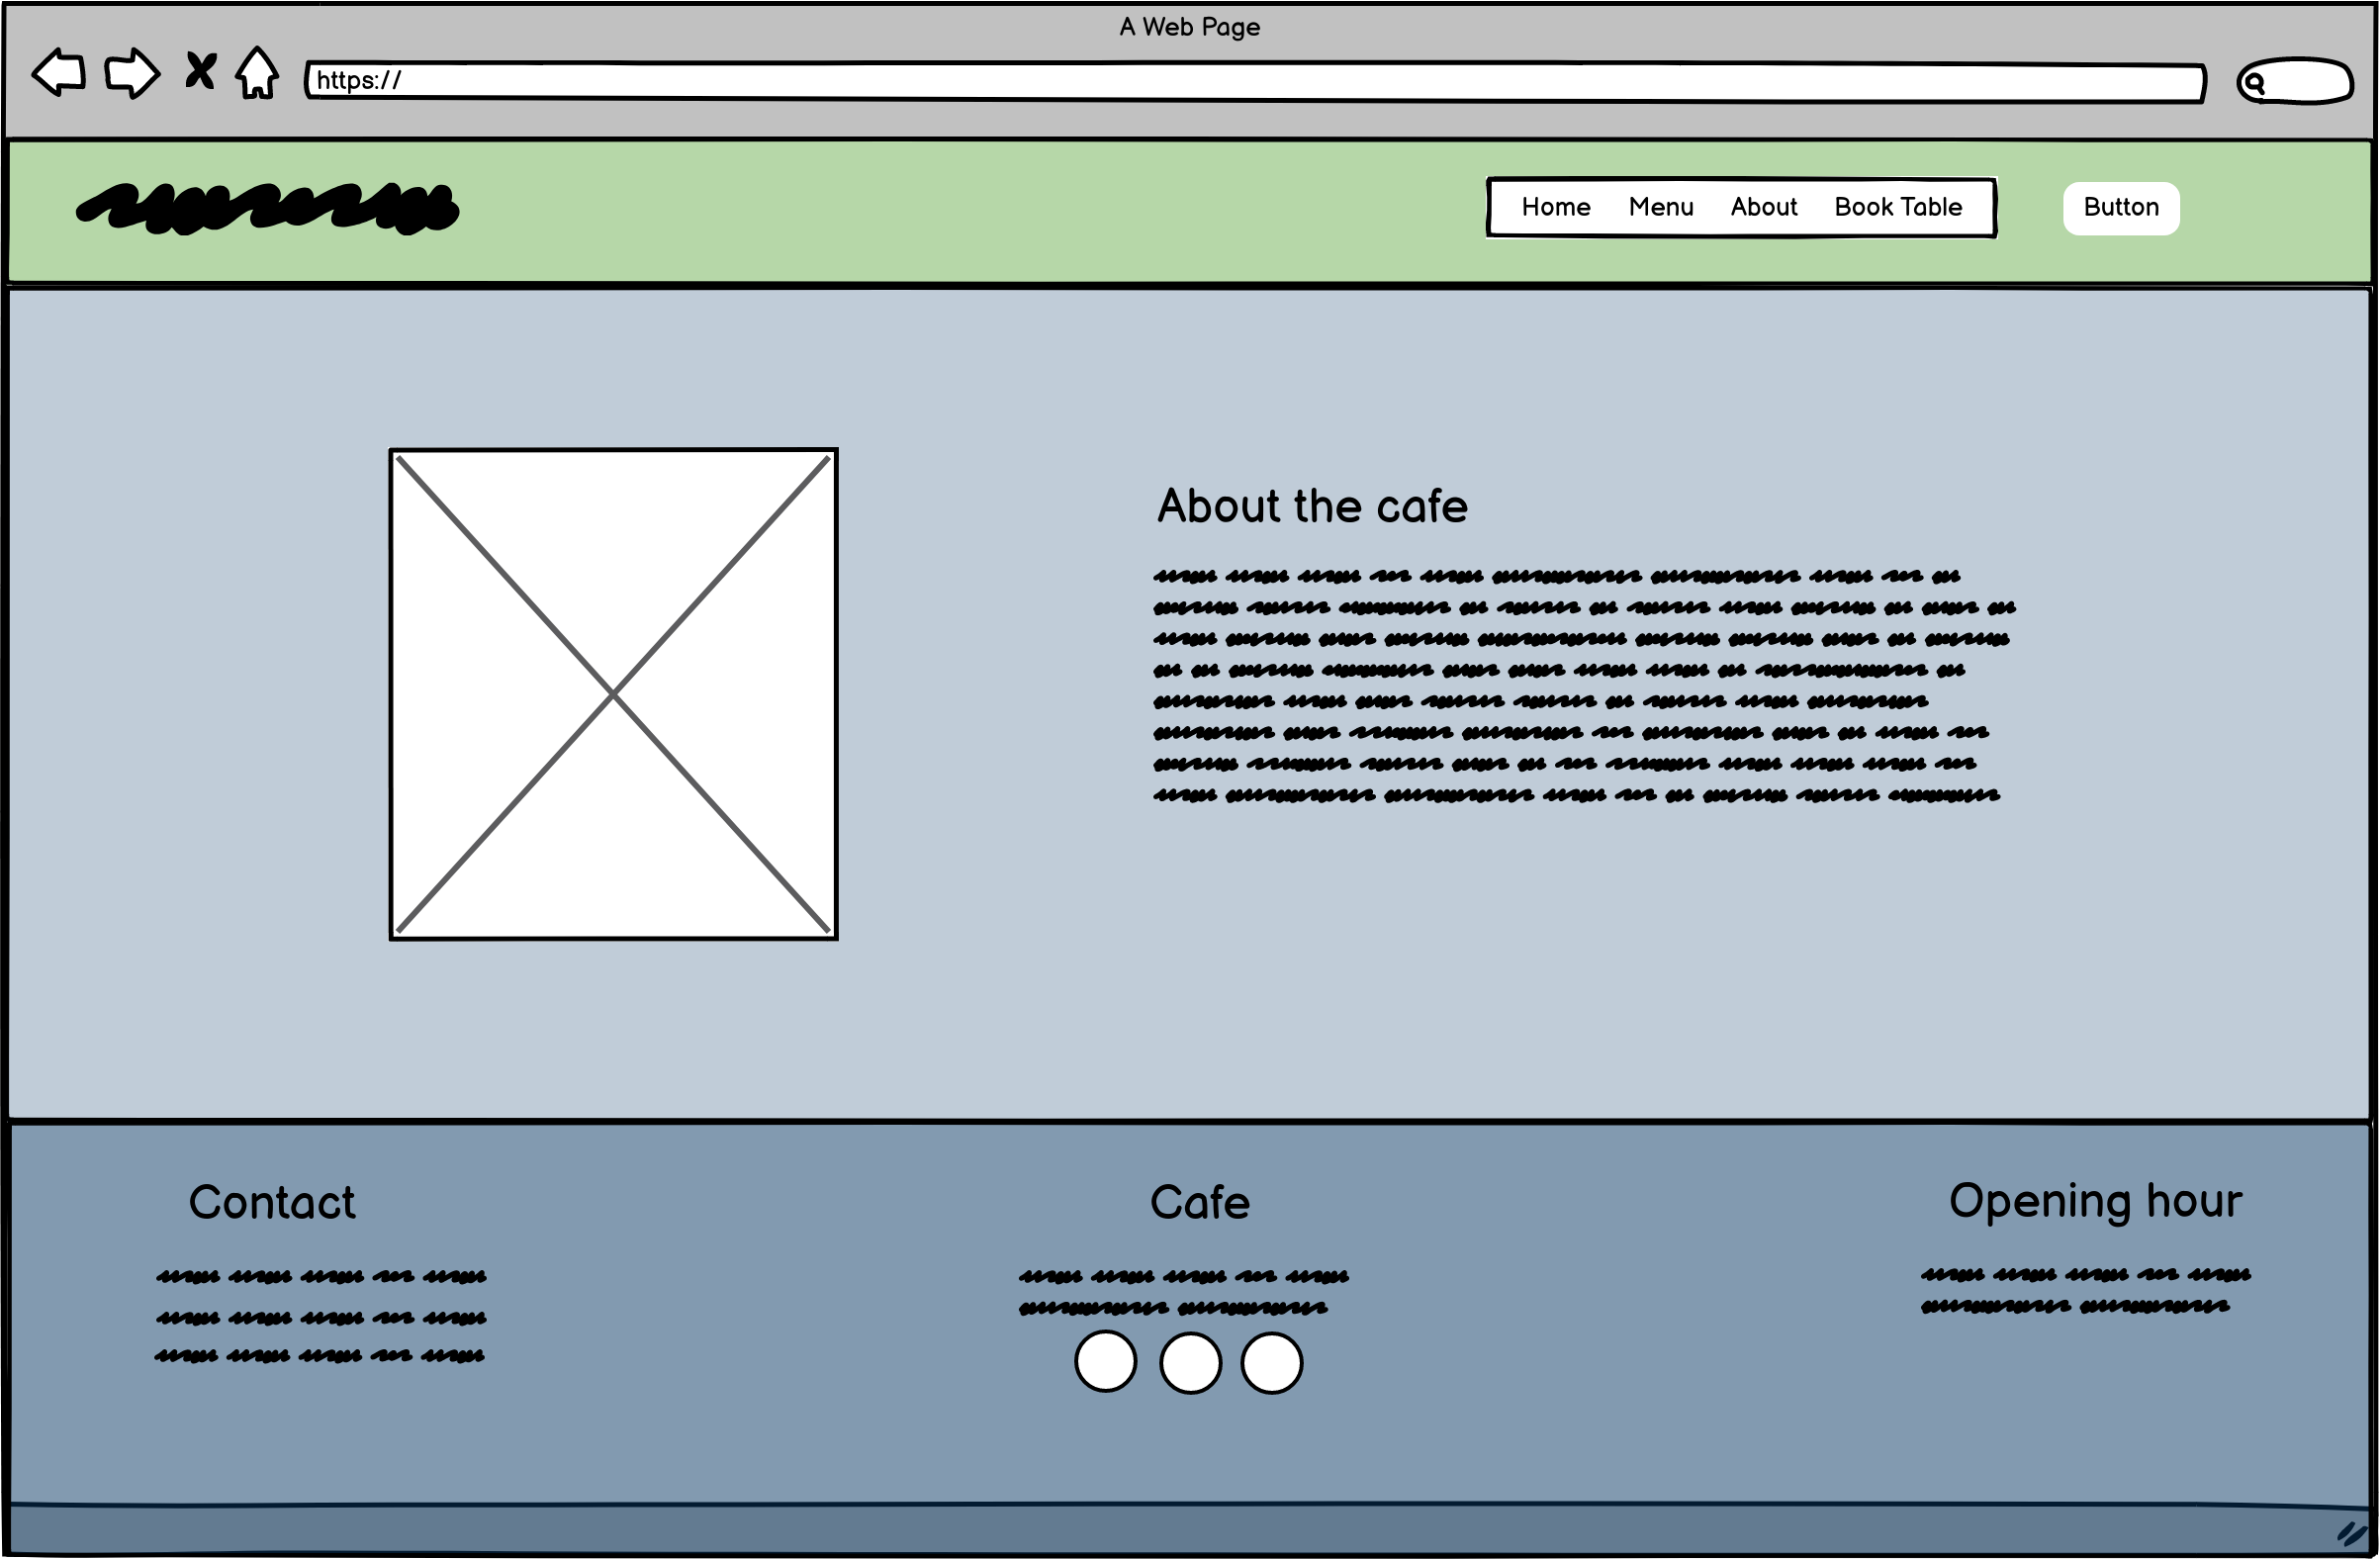 A Web Page
https://
Home Menu About Book Table Button
About the cafe
Contact Cafe Opening hour